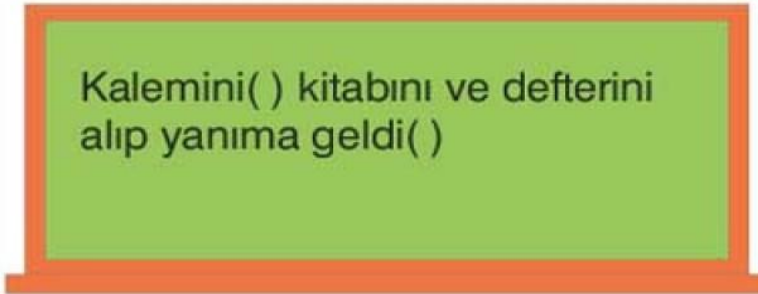 Kalemini( ) kitabını ve defterini
alıp yanıma geldi( )